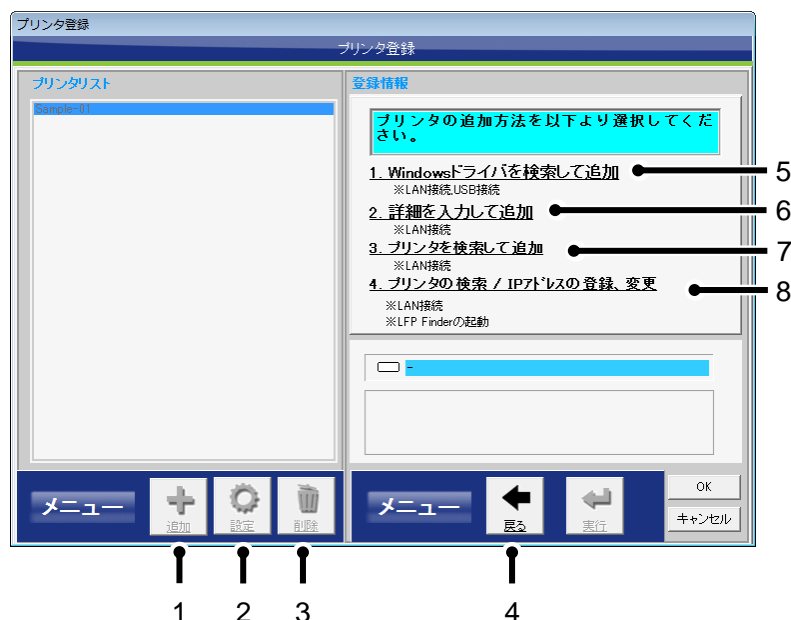 プリンタ登録
プリンタ登録
プリンタリスト
Sample-01
登録情報
プリンタの追加方法を以下より選択してくだ
さい。
1. Windowsドライバを検索して追加
※LAN接続,USB接続
2. 詳細を入力して追加
※LAN接続
3. プリンタを検索して追加
※LAN接続
4. プリンタの検索 / IPアドレスの登録、変更
※LAN接続
※LFP Finderの起動
5
6
7
8
-
メニュー
追加
設定
削除
メニュー
戻る
実行
OK
キャンセル
1
2
3
4